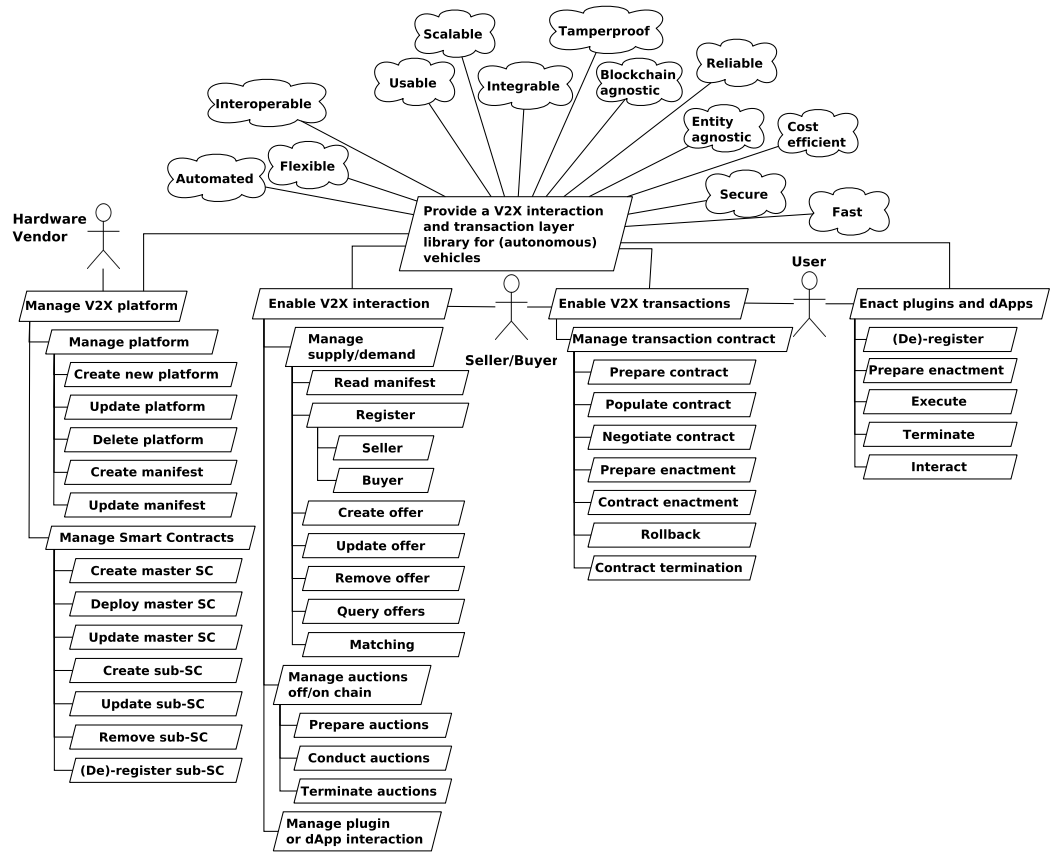 Scalable
Tamperproof
Usable
Integrable
Blockchain
agnostic
Reliable
Interoperable
Entity
agnostic
Cost
efficient
Automated
Flexible
Secure
Fast
Provide a V2X interaction
and transaction layer
library for (autonomous)
vehicles
Hardware
Vendor
User
Seller/Buyer
Manage V2X platform
Manage platform
Create new platform
Update platform
Delete platform
Create manifest
Update manifest
Manage Smart Contracts
Create master SC
Deploy master SC
Update master SC
Create sub-SC
Update sub-SC
Remove sub-SC
(De)-register sub-SC
Enable V2X interaction
Manage
supply/demand
Read manifest
Register
Seller
Buyer
Create offer
Update offer
Remove offer
Query offers
Matching
Manage auctions
off/on chain
Prepare auctions
Conduct auctions
Terminate auctions
Manage plugin
or dApp interaction
Enable V2X transactions
Manage transaction contract
Prepare contract
Populate contract
Negotiate contract
Prepare enactment
Contract enactment
Rollback
Contract termination
Enact plugins and dApps
(De)-register
Prepare enactment
Execute
Terminate
Interact